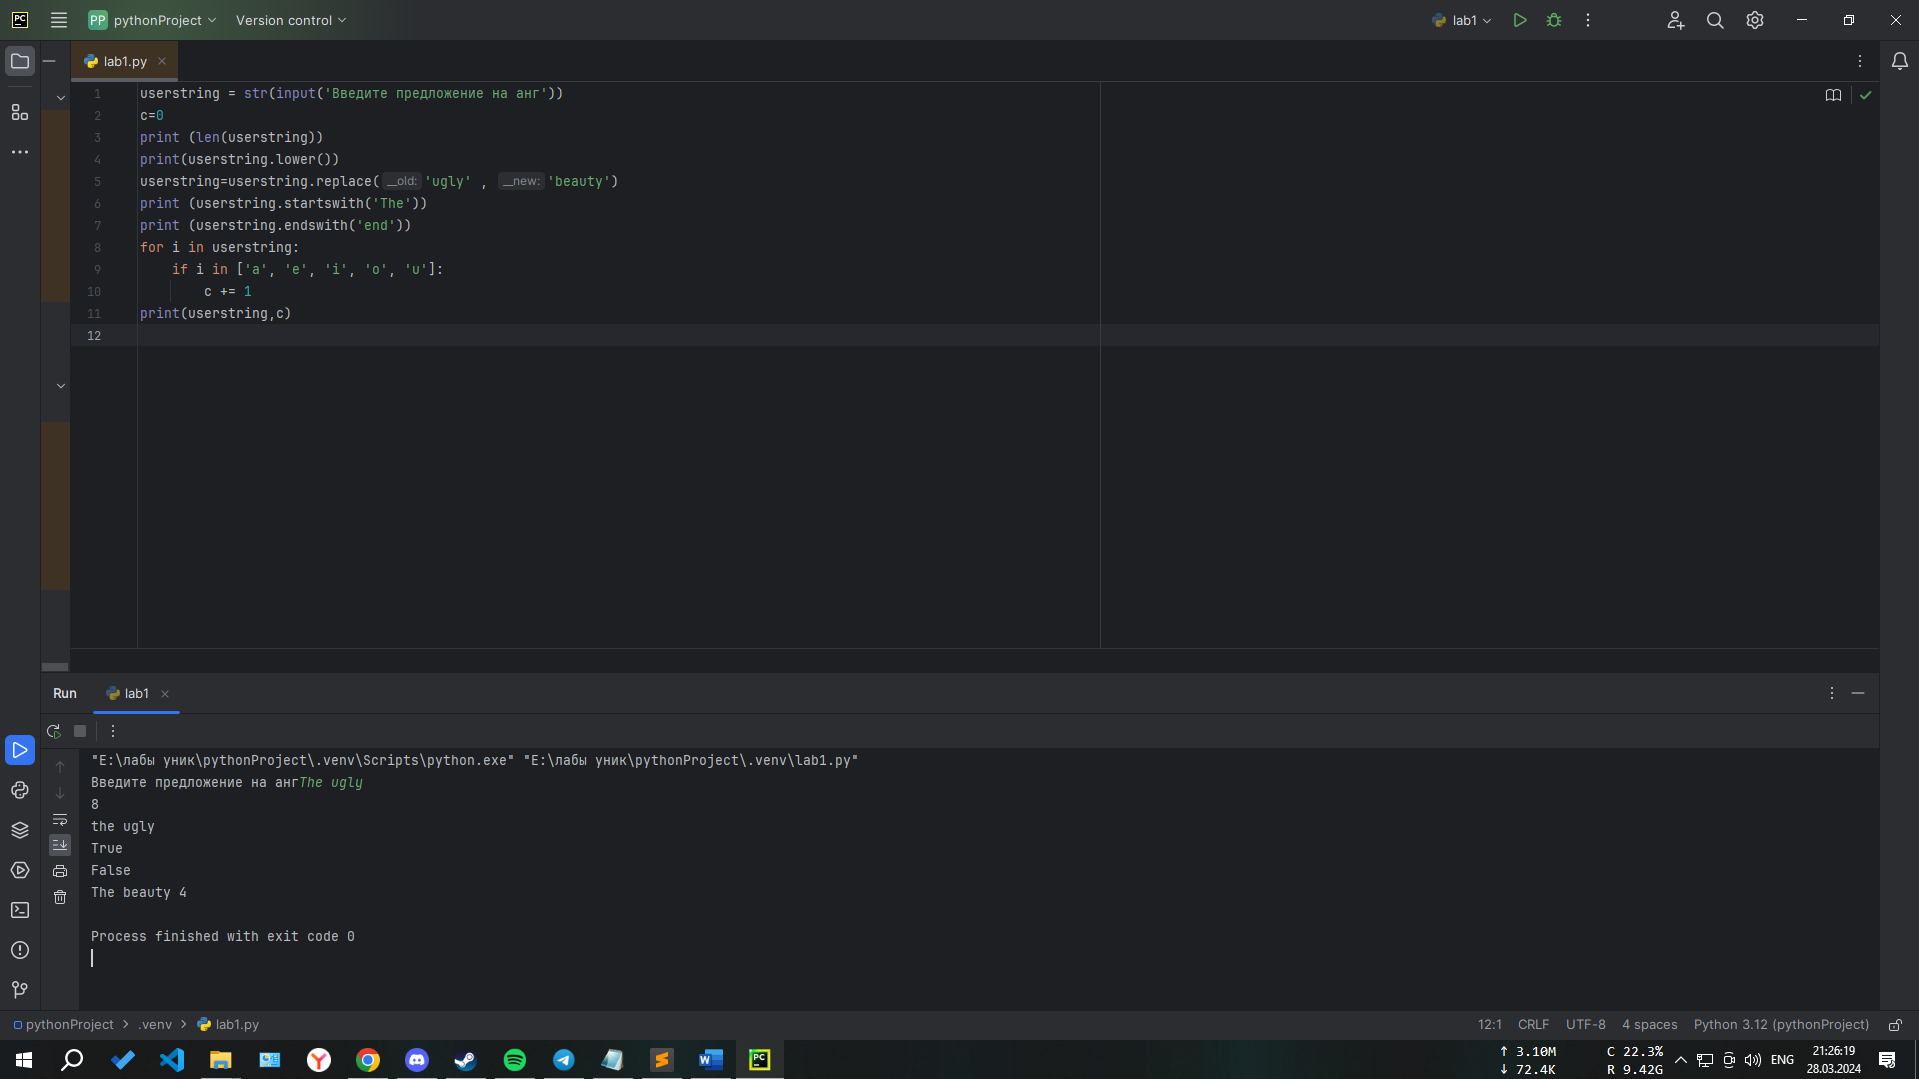 PC PP pythonProject Version control lab1
lab1.py
1 userstring = str(input('Введите предложение на анг'))
2 c=0
3 print (len(userstring))
4 print(userstring.lower())
5 userstring=userstring.replace( __old: 'ugly' , __new: 'beauty')
6 print (userstring.startswith('The'))
7 print (userstring.endswith('end'))
8 for i in userstring:
9 if i in ['a', 'e', 'i', 'o', 'u']:
10 c += 1
11 print(userstring,c)
12
Run lab1
"E:\лабы уник\pythonProject\.venv\Scripts\python.exe" "E:\лабы уник\pythonProject\.venv\lab1.py"
Введите предложение на англThe ugly
8
the ugly
True
False
The beauty 4
Process finished with exit code 0
pythonProject > .venv > lab1.py 12:1 CRLF UTF-8 4 spaces Python 3.12 (pythonProject)
↑ 3.10M C 22.3% 21:26:19
ENG
↓ 72.4K R 9.42G 28.03.2024